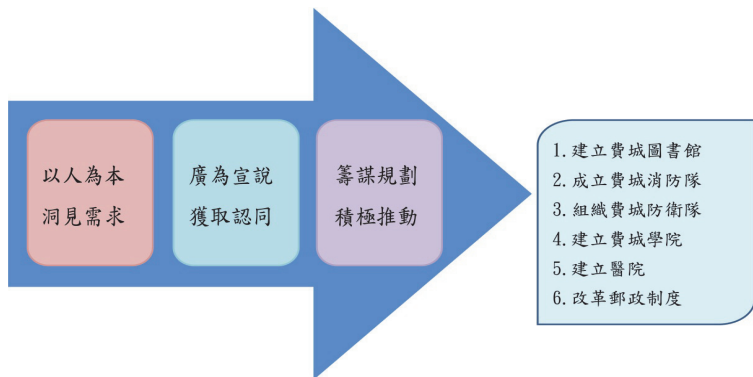 以人為本
洞見需求
廣為宣說
獲取認同
籌謀規劃
積極推動
1.建立費城圖書館
2.成立費城消防隊
3.組織費城防衛隊
4.建立費城學院
5.建立醫院
6.改革郵政制度